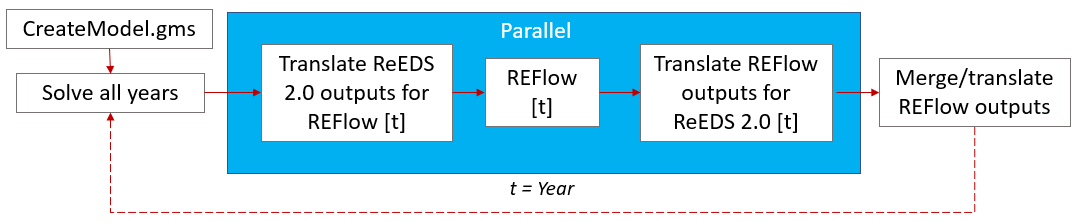 CreateModel.gms
Solve all years
Parallel
Translate ReEDS
2.0 outputs for
REFlow [t]
REFlow
[t]
Translate REFlow
outputs for
ReEDS 2.0 [t]
Merge/translate
REFlow outputs
t = Year